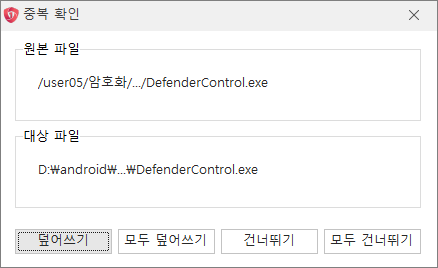 중복 확인
원본 파일
/user05/암호화/.../DefenderControl.exe
대상 파일
D:₩android₩...₩DefenderControl.exe
덮어쓰기 모두 덮어쓰기 건너뛰기 모두 건너뛰기